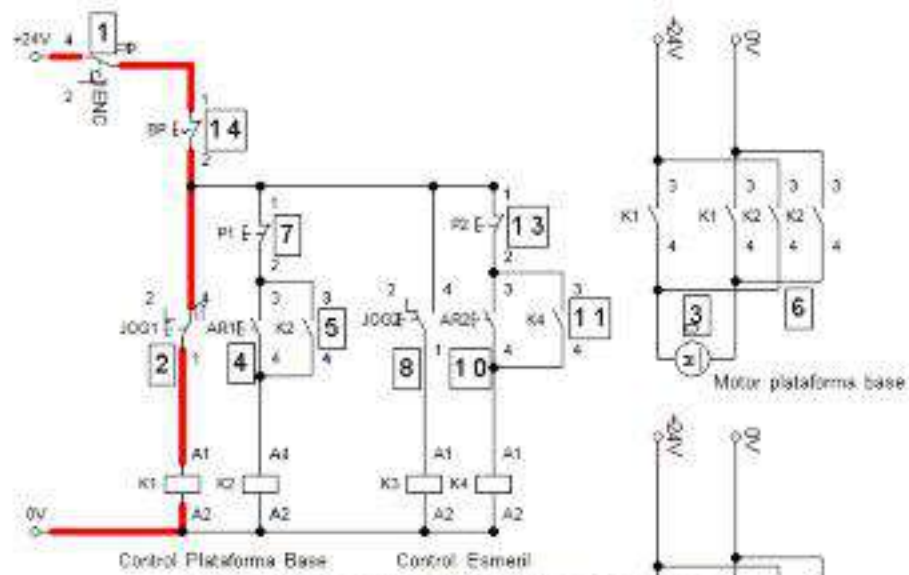 +24V 4 1
2 ENC
1
BP 14
2
1
P1 7
2
1
P2 13
2
2 4
JOG1
2 1
3 3
AR1 K2 5
4 4 4
2 4
JOG2
8 1
3 3
AR2 K4 11
10 4 4
A1
K1
A2
K2
A2
A1
K3
A2
A1
K4
A2
0V
Control Plataforma Base
Control Esmeril
+24V 0V
3 3 3 3
K1 K1 K2 K2
4 4 4 4
3 6
M
Motor plataforma base
+24V 0V